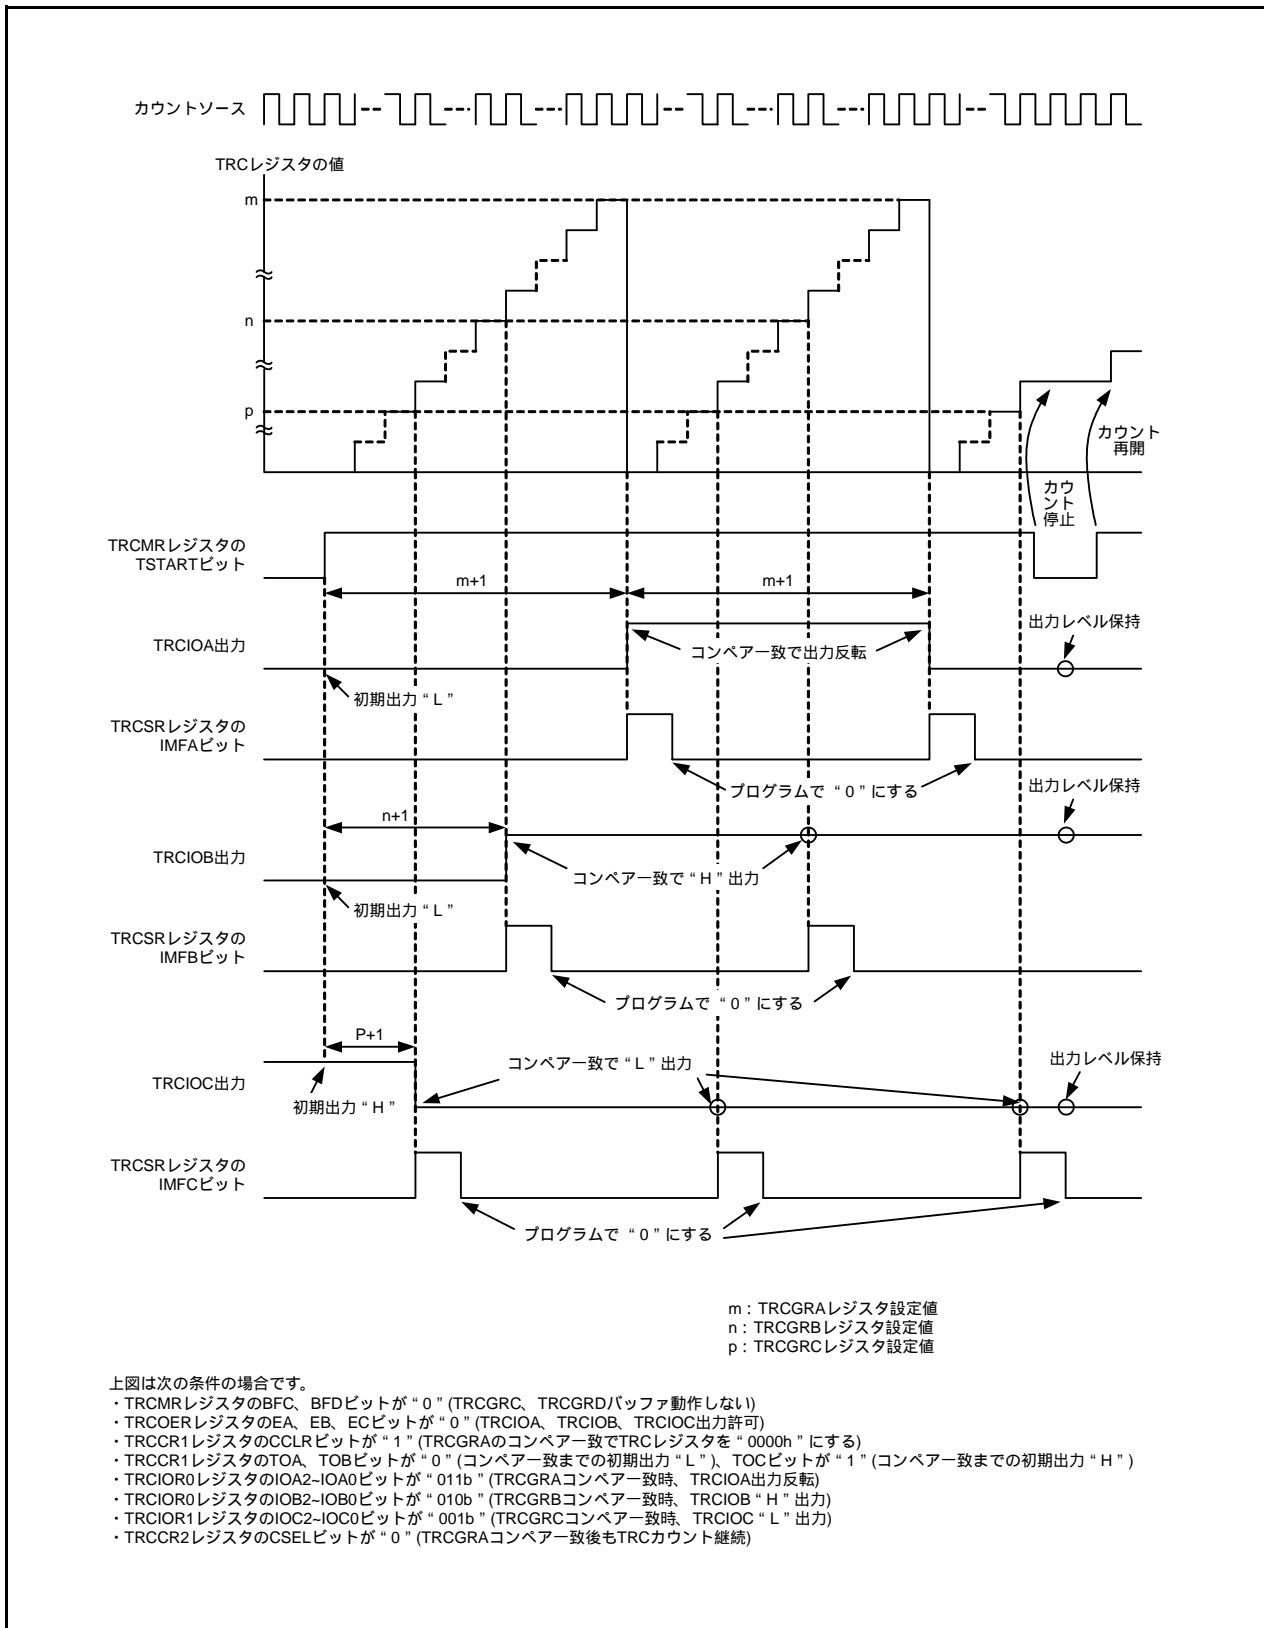 カウントソース
TRCレジスタの値
m
n
p
カウント
再開
カウ
ント
停止
TRCMRレジスタの
TSTARTビット
m+1
m+1
出力レベル保持
TRCIOA出力
コンペア一致で出力反転
初期出力 “ L ”
TRCSRレジスタの
IMFAビット
プログラムで “ 0 ” にする
出力レベル保持
n+1
TRCIOB出力
コンペア一致で “ H ” 出力
初期出力 “ L ”
TRCSRレジスタの
IMFBビット
プログラムで “ 0 ” にする
P+1
コンペア一致で “ L ” 出力
出力レベル保持
TRCIOC出力
初期出力 “ H ”
TRCSRレジスタの
IMFCビット
プログラムで “ 0 ” にする
m : TRCGRAレジスタ設定値
n : TRCGRBレジスタ設定値
p : TRCGRCレジスタ設定値
上図は次の条件の場合です。
・TRCMRレジスタのBFC、BFDビットが “ 0 ” (TRCGRC、TRCGRDバッファ動作しない)
・TRCOERレジスタのEA、EB、ECビットが “ 0 ” (TRCIOA、TRCIOB、TRCIOC出力許可)
・TRCCR1レジスタのCCLRビットが “ 1 ” (TRCGRAのコンペア一致でTRCレジスタを “ 0000h ” にする)
・TRCCR1レジスタのTOA、TOBビットが “ 0 ” (コンペア一致までの初期出力 “ L ” )、TOCビットが “ 1 ” (コンペア一致までの初期出力 “ H ” )
・TRCIOR0レジスタのIOA2~IOA0ビットが “ 011b ” (TRCGRAコンペア一致時、TRCIOA出力反転)
・TRCIOR0レジスタのIOB2~IOB0ビットが “ 010b ” (TRCGRBコンペア一致時、TRCIOB “ H ” 出力)
・TRCIOR1レジスタのIOC2~IOC0ビットが “ 001b ” (TRCGRCコンペア一致時、TRCIOC “ L ” 出力)
・TRCCR2レジスタのCSELビットが “ 0 ” (TRCGRAコンペア一致後もTRCカウント継続)